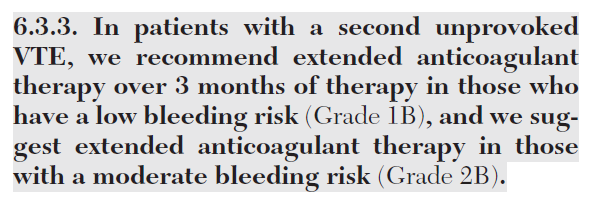 6.3.3. In patients with a second unprovoked
VTE, we recommend extended anticoagulant
therapy over 3 months of therapy in those who
have a low bleeding risk (Grade 1B), and we sug-
gest extended anticoagulant therapy in those
with a moderate bleeding risk (Grade 2B).